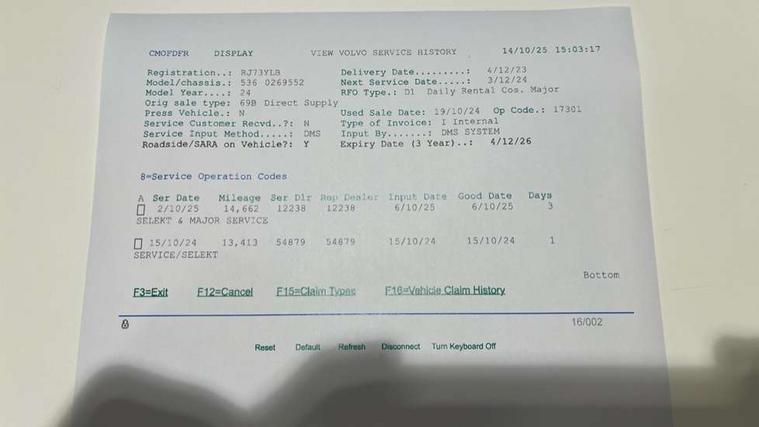 CMOFDFR DISPLAY VIEW VOLVO SERVICE HISTORY 14/10/25 15:03:17
Registration..: RJ73YLB Delivery Date.........: 4/12/23
Model/chassis.: 536 0269552 Next Service Date.....: 3/12/24
Model Year....: 24 RFO Type.: D1 Daily Rental Cos. Major
Orig sale type: 69B Direct Supply
Press Vehicle.: N Used Sale Date: 19/10/24 Op Code.: 17301
Service Customer Recvd..?: N Type of Invoice: I Internal
Service Input Method.....: DMS Input By.......: DMS SYSTEM
Roadside/SARA on Vehicle?: Y Expiry Date (3 Year)..: 4/12/26
8=Service Operation Codes
A Ser Date Mileage Ser Dlr Rep Dealer Input Date Good Date Days
2/10/25 14,662 12238 12238 6/10/25 6/10/25 3
SELEKT & MAJOR SERVICE
15/10/24 13,413 54879 54879 15/10/24 15/10/24 1
SERVICE/SELEKT
Bottom
F3=Exit F12=Cancel F15=Claim Types F16=Vehicle Claim History
16/002
Reset Default Refresh Disconnect Turn Keyboard Off